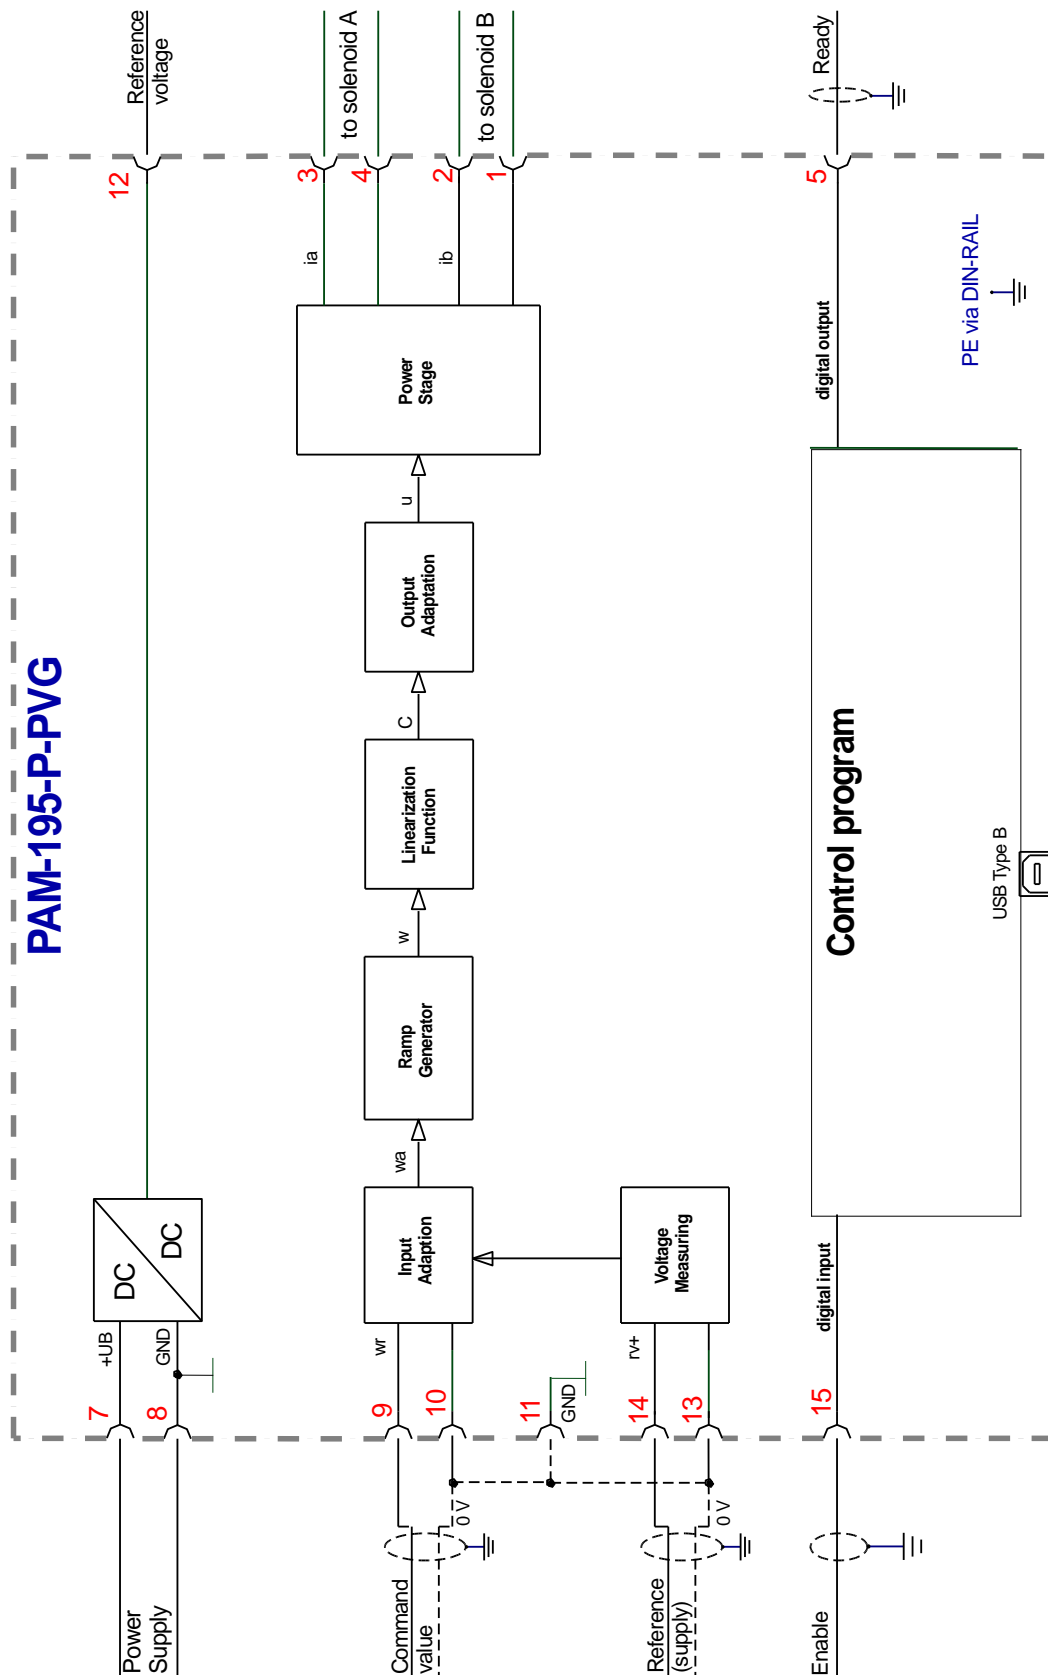 PAM-195-P-PVG
Power
Supply
7
8
+UB
GND
DC
DC
12
Reference
voltage
Command
value
0 V
9
10
wr
Input
Adaption
wa
Ramp
Generator
w
Linearization
Function
C
Output
Adaptation
u
Power
Stage
ia
ib
3
4
2
1
to solenoid A
to solenoid B
11
GND
Reference
(supply)
0 V
14
13
rv+
Voltage
Measuring
Enable
15
digital input
Control program
USB Type B
digital output
5
Ready
PE via DIN-RAIL